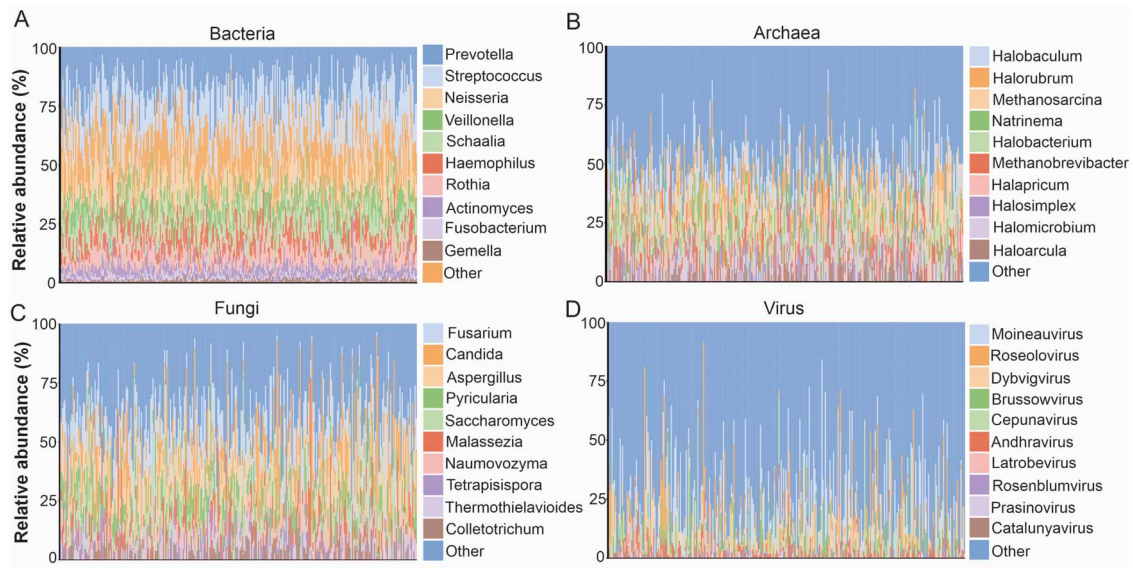 A
Bacteria
Relative abundance (%)
100
75
50
25
0
Prevotella
Streptococcus
Neisseria
Veillonella
Schaalia
Haemophilus
Rothia
Actinomyces
Fusobacterium
Gemella
Other
B
Archaea
100
75
50
25
0
Halobaculum
Halorubrum
Methanosarcina
Natrinema
Halobacterium
Methanobrevibacter
Halapricum
Halosimplex
Halomicrobium
Haloarcula
Other
C
Fungi
Relative abundance (%)
100
75
50
25
0
Fusarium
Candida
Aspergillus
Pyricularia
Saccharomyces
Malassezia
Naumovozyma
Tetrapisispora
Thermothielavioides
Colletotrichum
Other
D
Virus
100
75
50
25
0
Moineauvirus
Roseolovirus
Dybvigvirus
Brussowvirus
Cepunavirus
Andhravirus
Latrobevirus
Rosenblumvirus
Prasinovirus
Catalunyavirus
Other